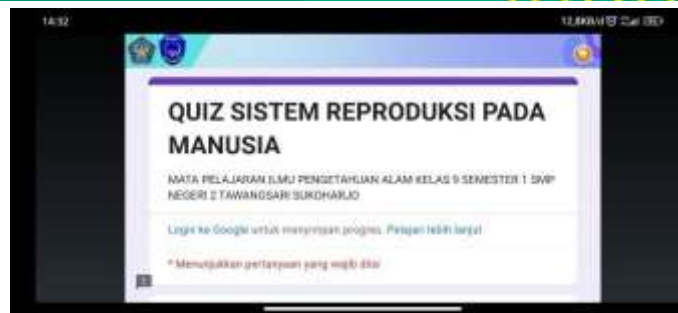 14:32
QUIZ SISTEM REPRODUKSI PADA
MANUSIA
MATA PELAJARAN ILMU PENGETAHUAN ALAM KELAS 9 SEMESTER 1 SMP
NEGERI 2 TAWANGSARI SUKOHARJO
Login ke Google untuk menyimpan progres. Pelajari lebih lanjut
* Menunjukkan pertanyaan yang wajib diisi